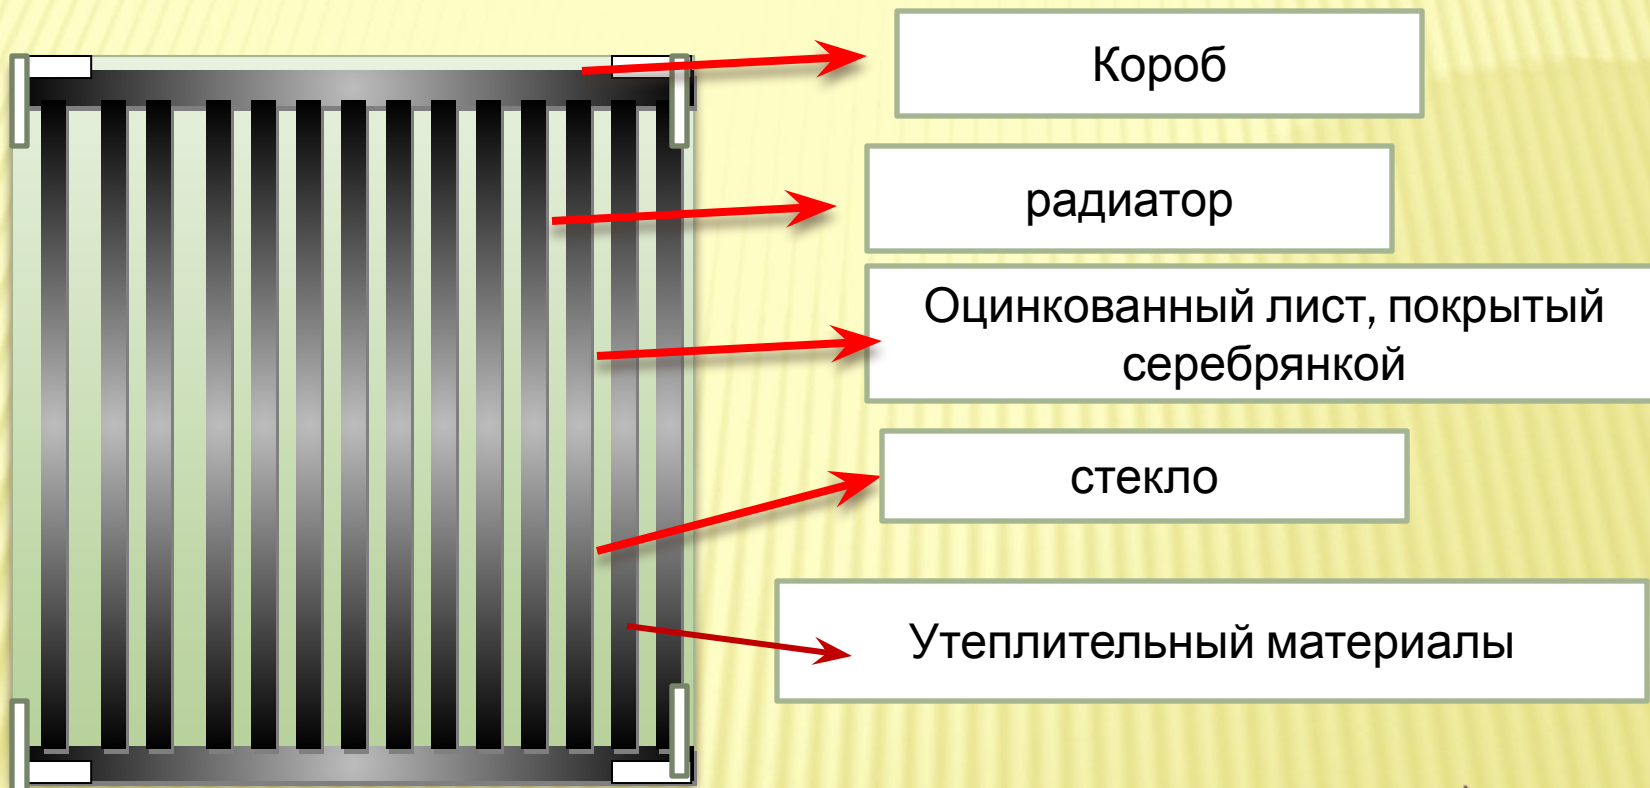 Короб
радиатор
Оцинкованный лист, покрытый
серебрянкой
стекло
Утеплительный материалы